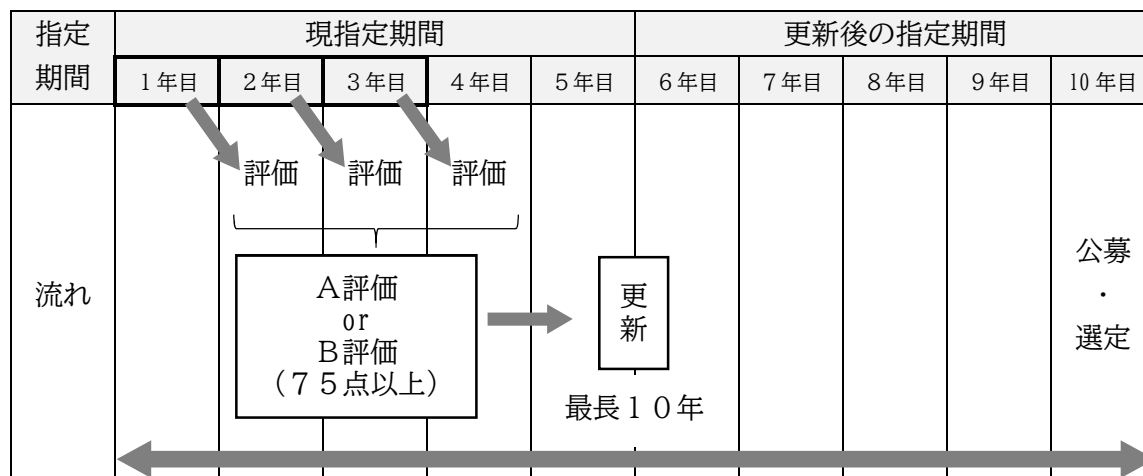 指定
期間
現指定期間
更新後の指定期間
1年目
2年目
3年目
4年目
5年目
6年目
7年目
8年目
9年目
10年目
流れ
評価
評価
評価
A評価
or
B評価
(75点以上)
更
新
最長10年
公募
・
選定